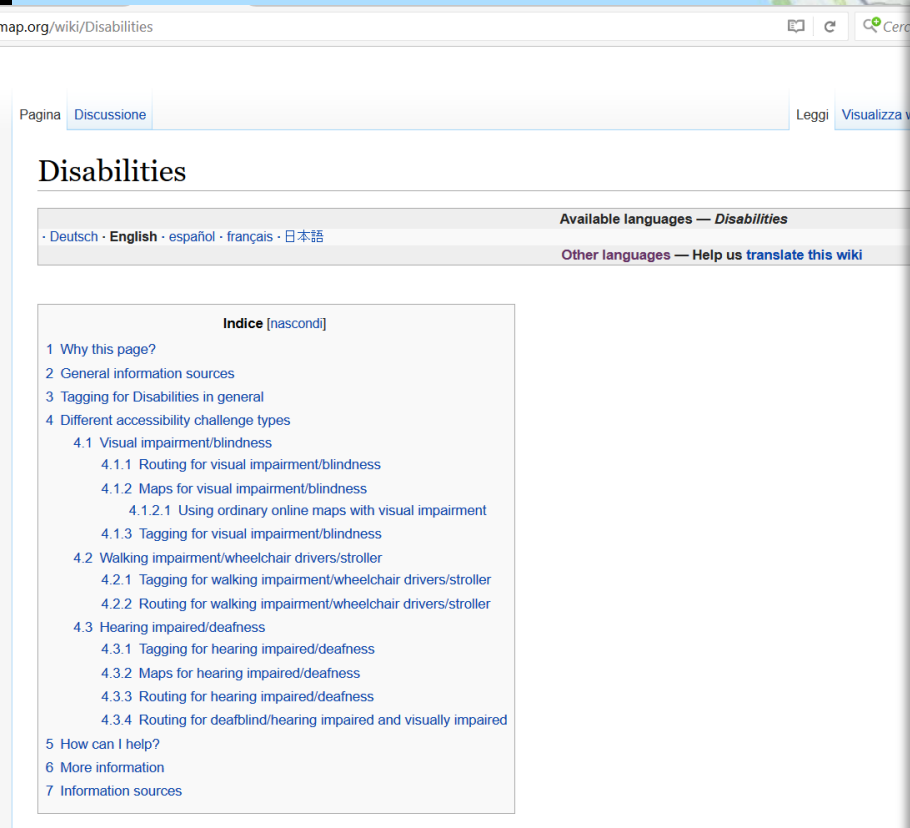 map.org/wiki/Disabilities Cerc
Pagina Discussione Leggi Visualizza
Disabilities
Available languages — Disabilities
· Deutsch · English · español · français · 日本語
Other languages — Help us translate this wiki
Indice [nascondi]
1 Why this page?
2 General information sources
3 Tagging for Disabilities in general
4 Different accessibility challenge types
4.1 Visual impairment/blindness
4.1.1 Routing for visual impairment/blindness
4.1.2 Maps for visual impairment/blindness
4.1.2.1 Using ordinary online maps with visual impairment
4.1.3 Tagging for visual impairment/blindness
4.2 Walking impairment/wheelchair drivers/stroller
4.2.1 Tagging for walking impairment/wheelchair drivers/stroller
4.2.2 Routing for walking impairment/wheelchair drivers/stroller
4.3 Hearing impaired/deafness
4.3.1 Tagging for hearing impaired/deafness
4.3.2 Maps for hearing impaired/deafness
4.3.3 Routing for hearing impaired/deafness
4.3.4 Routing for deafblind/hearing impaired and visually impaired
5 How can I help?
6 More information
7 Information sources